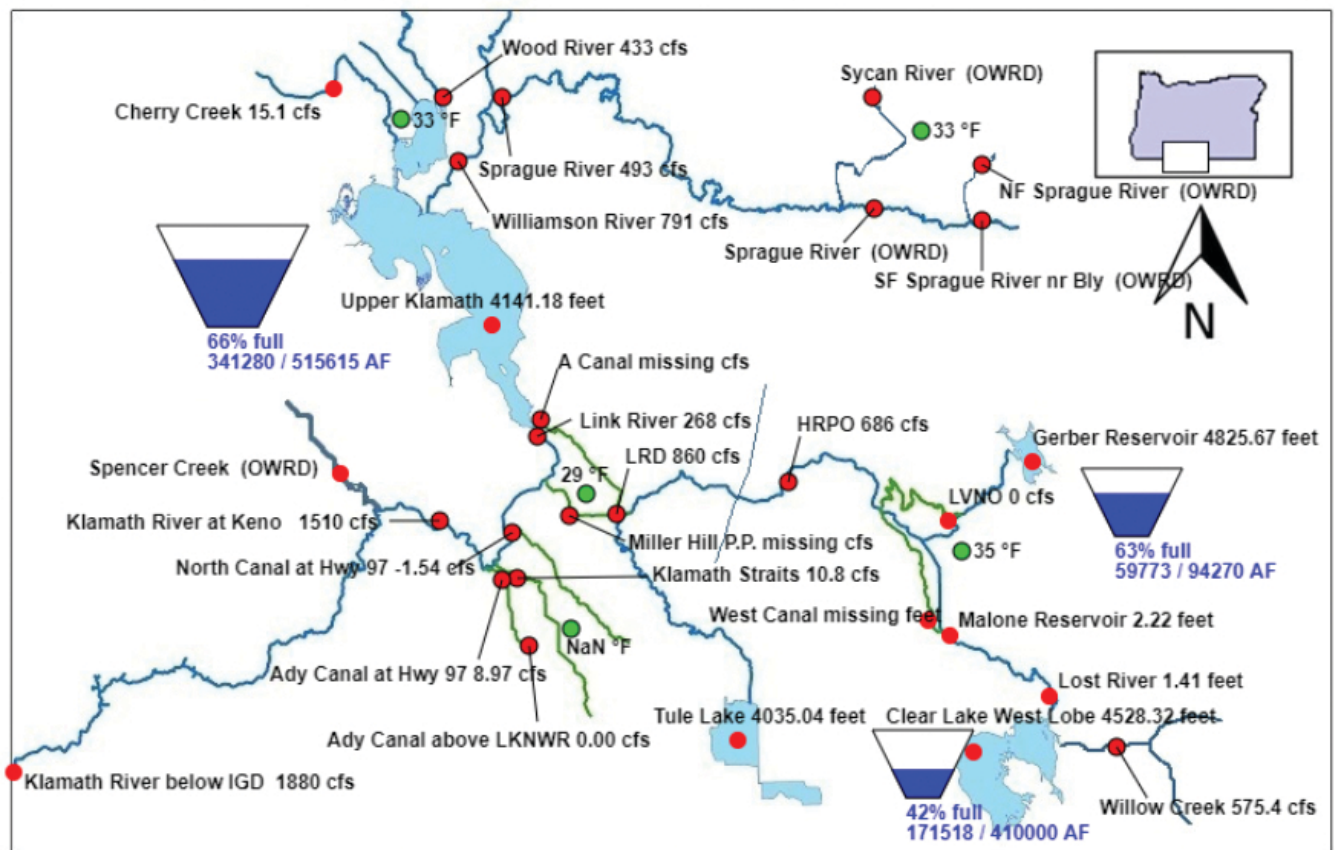 Wood River 433 cfs
Sycan River (OWRD)
Cherry Creek 15.1 cfs
33 °F
33 °F
Sprague River 493 cfs
NF Sprague River (OWRD)
Williamson River 791 cfs
Sprague River (OWRD)
SF Sprague River nr Bly (OWRD)
N
Upper Klamath 4141.18 feet
66% full
341280 / 515615 AF
A Canal missing cfs
Link River 268 cfs
HRPO 686 cfs
Gerber Reservoir 4825.67 feet
LRD 860 cfs
Spencer Creek (OWRD)
29 °F
LVNO 0 cfs
Klamath River at Keno 1510 cfs
Miller Hill P.P. missing cfs
35 °F
63% full
59773 / 94270 AF
North Canal at Hwy 97 -1.54 cfs
Klamath Straits 10.8 cfs
West Canal missing feet
Malone Reservoir 2.22 feet
NaN °F
Ady Canal at Hwy 97 8.97 cfs
Lost River 1.41 feet
Tule Lake 4035.04 feet
Clear Lake West Lobe 4528.32 feet
Ady Canal above LKNWR 0.00 cfs
Klamath River below IGD 1880 cfs
Willow Creek 575.4 cfs
42% full
171518 / 410000 AF